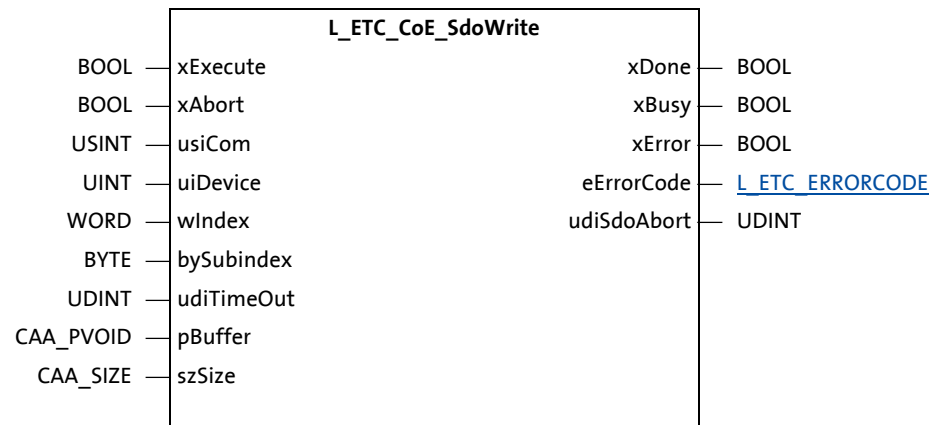 L_ETC_CoE_SdoWrite
BOOL xExecute xDone BOOL
BOOL xAbort xBusy BOOL
USINT usiCom xError BOOL
UINT uiDevice eErrorCode L_ETC_ERRORCODE
WORD wIndex udiSdoAbort UDINT
BYTE bySubindex
UDINT udiTimeOut
CAA_PVOID pBuffer
CAA_SIZE szSize